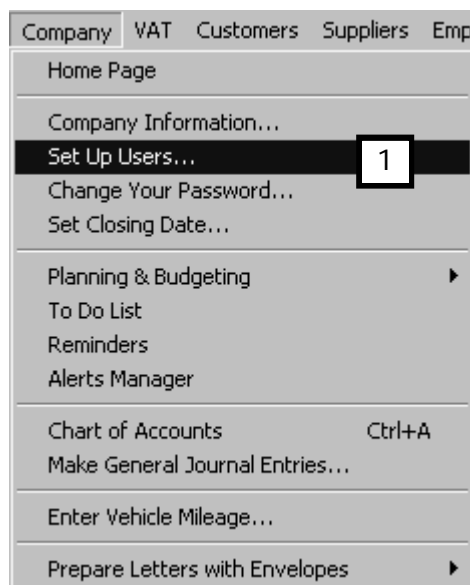 Company VAT Customers Suppliers Emp
Home Page
Company Information...
Set Up Users... 1
Change Your Password...
Set Closing Date...
Planning & Budgeting
To Do List
Reminders
Alerts Manager
Chart of Accounts Ctrl+A
Make General Journal Entries...
Enter Vehicle Mileage...
Prepare Letters with Envelopes